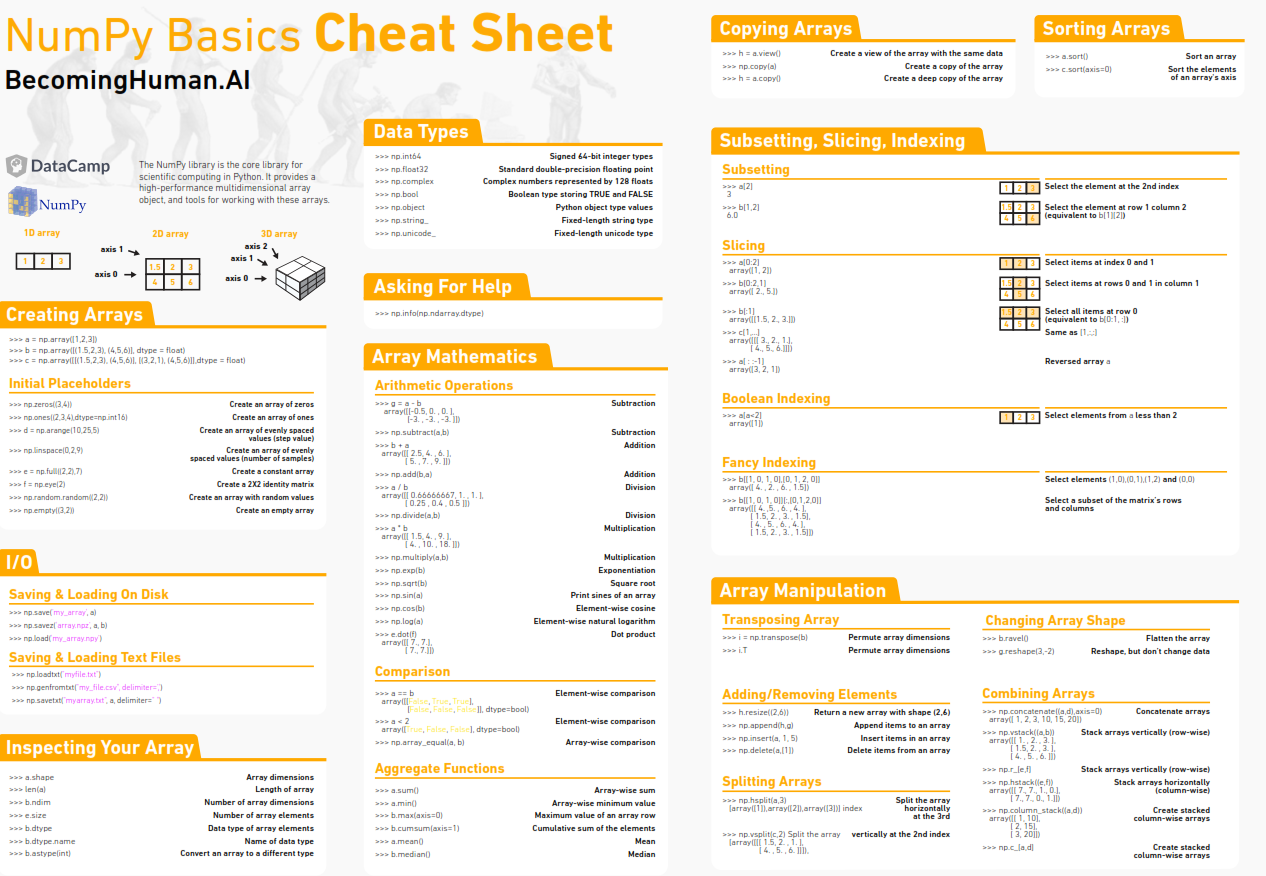 NumPy Basics Cheat Sheet
BecomingHuman.AI
DataCamp
NumPy
The NumPy library is the core library for
scientific computing in Python. It provides a
high-performance multidimensional array
object, and tools for working with these arrays.
1D array
1 2 3
2D array
axis 1
axis 0
1.5 2 3
4 5 6
3D array
axis 2
axis 1
axis 0
Creating Arrays
>>> a = np.array([1,2,3])
>>> b = np.array([(1.5,2,3), (4,5,6)], dtype = float)
>>> c = np.array([[(1.5,2,3), (4,5,6)], [(3,2,1), (4,5,6)]],dtype = float)
Initial Placeholders
>>> np.zeros((3,4)) Create an array of zeros
>>> np.ones((2,3,4),dtype=np.int16) Create an array of ones
>>> d = np.arange(10,25,5) Create an array of evenly spaced
values (step value)
>>> np.linspace(0,2,9) Create an array of evenly
spaced values (number of samples)
>>> e = np.full((2,2),7) Create a constant array
>>> f = np.eye(2) Create a 2X2 identity matrix
>>> np.random.random((2,2)) Create an array with random values
>>> np.empty((3,2)) Create an empty array
I/O
Saving & Loading On Disk
>>> np.save('my_array', a)
>>> np.savez('array.npz', a, b)
>>> np.load('my_array.npy')
Saving & Loading Text Files
>>> np.loadtxt("myfile.txt")
>>> np.genfromtxt("my_file.csv", delimiter=',')
>>> np.savetxt("myarray.txt", a, delimiter=" ")
Inspecting Your Array
>>> a.shape Array dimensions
>>> len(a) Length of array
>>> b.ndim Number of array dimensions
>>> e.size Number of array elements
>>> b.dtype Data type of array elements
>>> b.dtype.name Name of data type
>>> b.astype(int) Convert an array to a different type
Data Types
>>> np.int64 Signed 64-bit integer types
>>> np.float32 Standard double-precision floating point
>>> np.complex Complex numbers represented by 128 floats
>>> np.bool Boolean type storing TRUE and FALSE
>>> np.object Python object type values
>>> np.string_ Fixed-length string type
>>> np.unicode_ Fixed-length unicode type
Asking For Help
>>> np.info(np.ndarray.dtype)
Array Mathematics
Arithmetic Operations
>>> g = a - b Subtraction
array([[-0.5, 0. , 0. ],
[-3. , -3. , -3. ]])
>>> np.subtract(a,b) Subtraction
>>> b + a Addition
array([[ 2.5, 4. , 6. ],
[ 5. , 7. , 9. ]])
>>> np.add(b,a) Addition
>>> a / b Division
array([[ 0.66666667, 1. , 1. ],
[ 0.25 , 0.4 , 0.5 ]])
>>> np.divide(a,b) Division
>>> a * b Multiplication
array([[ 1.5, 4. , 9. ],
[ 4. , 10. , 18. ]])
>>> np.multiply(a,b) Multiplication
>>> np.exp(b) Exponentiation
>>> np.sqrt(b) Square root
>>> np.sin(a) Print sines of an array
>>> np.cos(b) Element-wise cosine
>>> np.log(a) Element-wise natural logarithm
>>> e.dot(f) Dot product
array([[ 7., 7.],
[ 7., 7.]])
Comparison
>>> a == b Element-wise comparison
array([[False, True, True],
[False, False, False]], dtype=bool)
>>> a < 2 Element-wise comparison
array([True, False, False], dtype=bool)
>>> np.array_equal(a, b) Array-wise comparison
Aggregate Functions
>>> a.sum() Array-wise sum
>>> a.min() Array-wise minimum value
>>> b.max(axis=0) Maximum value of an array row
>>> b.cumsum(axis=1) Cumulative sum of the elements
>>> a.mean() Mean
>>> b.median() Median
Copying Arrays
>>> h = a.view() Create a view of the array with the same data
>>> np.copy(a) Create a copy of the array
>>> h = a.copy() Create a deep copy of the array
Sorting Arrays
>>> a.sort() Sort an array
>>> c.sort(axis=0) Sort the elements
of an array's axis
Subsetting, Slicing, Indexing
Subsetting
>>> a[2] 1 2 3 Select the element at the 2nd index
3
>>> b[1,2] 1.5 2 3 Select the element at row 1 column 2
6.0 4 5 6 (equivalent to b[1][2])
Slicing
>>> a[0:2] 1 2 3 Select items at index 0 and 1
array([1, 2])
>>> b[0:2,1] 1.5 2 3 Select items at rows 0 and 1 in column 1
array([ 2., 5.]) 4 5 6
>>> b[:1] 1.5 2 3 Select all items at row 0
array([[1.5, 2., 3.]]) 4 5 6 (equivalent to b[0:1, :])
>>> c[1,...] Same as [1,:,:]
array([[[ 3., 2., 1.],
[ 4., 5., 6.]]])
>>> a[ : :-1] Reversed array a
array([3, 2, 1])
Boolean Indexing
>>> a[a<2] 1 2 3 Select elements from a less than 2
array([1])
Fancy Indexing
>>> b[[1, 0, 1, 0],[0, 1, 2, 0]] Select elements (1,0),(0,1),(1,2) and (0,0)
array([ 4. , 2. , 6. , 1.5])
>>> b[[1, 0, 1, 0]][:,[0,1,2,0]] Select a subset of the matrix's rows
array([[ 4. ,5. , 6. , 4. ], and columns
[ 1.5, 2. , 3. , 1.5],
[ 4. , 5. , 6. , 4. ],
[ 1.5, 2. , 3. , 1.5]])
Array Manipulation
Transposing Array
>>> i = np.transpose(b) Permute array dimensions
>>> i.T Permute array dimensions
Adding/Removing Elements
>>> h.resize((2,6)) Return a new array with shape (2,6)
>>> np.append(h,g) Append items to an array
>>> np.insert(a, 1, 5) Insert items in an array
>>> np.delete(a,[1]) Delete items from an array
Splitting Arrays
>>> np.hsplit(a,3) Split the array
[array([1]),array([2]),array([3])] index horizontally
at the 3rd
>>> np.vsplit(c,2) Split the array vertically at the 2nd index
[array([[[ 1.5, 2. , 1. ],
[ 4. , 5. , 6. ]]]),
Changing Array Shape
>>> b.ravel() Flatten the array
>>> g.reshape(3,-2) Reshape, but don't change data
Combining Arrays
>>> np.concatenate((a,d),axis=0) Concatenate arrays
array([ 1, 2, 3, 10, 15, 20])
>>> np.vstack((a,b)) Stack arrays vertically (row-wise)
array([[ 1. , 2. , 3. ],
[ 1.5, 2. , 3. ],
[ 4. , 5. , 6. ]])
>>> np.r_[e,f] Stack arrays vertically (row-wise)
>>> np.hstack((e,f)) Stack arrays horizontally
array([[ 7., 7., 1., 0.], (column-wise)
[ 7., 7., 0., 1.]])
>>> np.column_stack((a,d)) Create stacked
array([[ 1, 10], column-wise arrays
[ 2, 15],
[ 3, 20]])
>>> np.c_[a,d] Create stacked
column-wise arrays